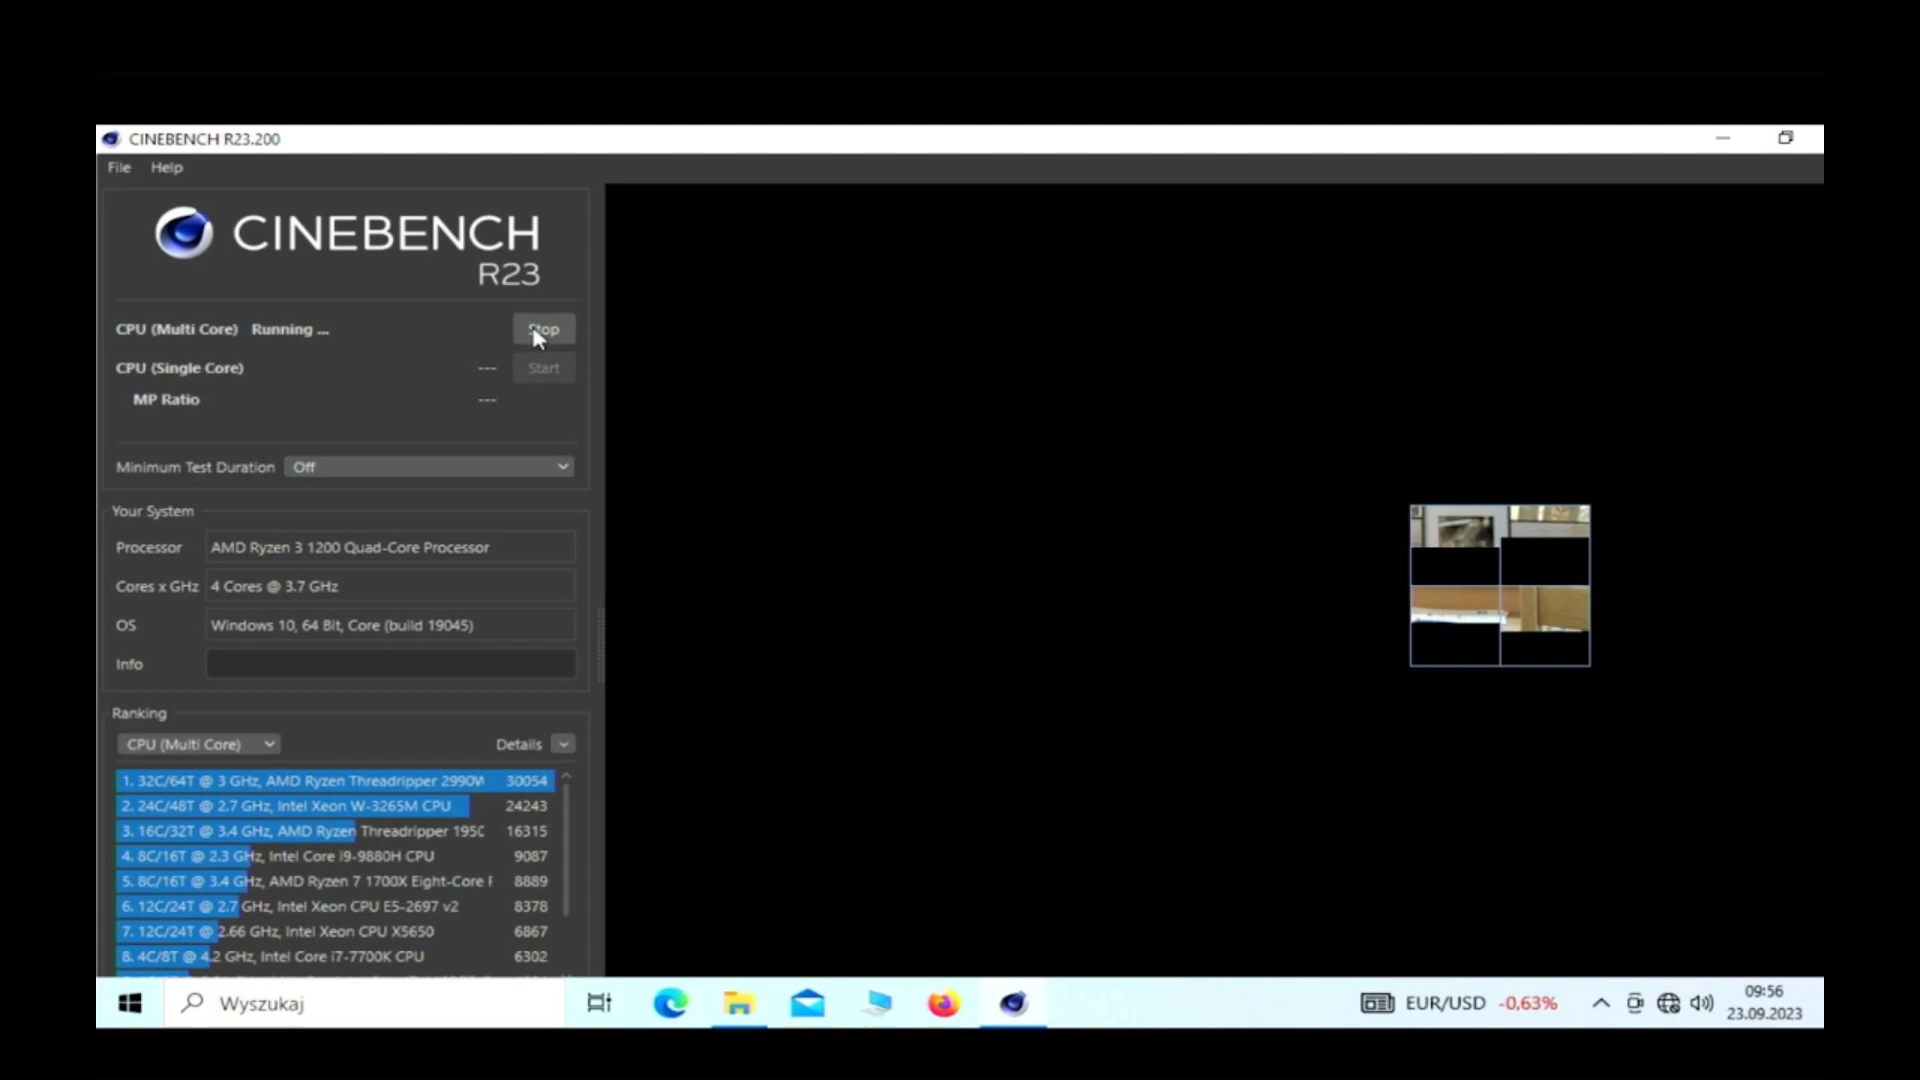 CINEBENCH R23.200
File Help
CINEBENCH
R23
CPU (Multi Core) Running ... Stop
CPU (Single Core) --- Start
MP Ratio ---
Minimum Test Duration Off
Your System
Processor AMD Ryzen 3 1200 Quad-Core Processor
Cores x GHz 4 Cores @ 3.7 GHz
OS Windows 10, 64 Bit, Core (build 19045)
Info
Ranking
CPU (Multi Core) Details
1. 32C/64T @ 3 GHz, AMD Ryzen Threadripper 2990W 30054
2. 24C/48T @ 2.7 GHz, Intel Xeon W-3265M CPU 24243
3. 16C/32T @ 3.4 GHz, AMD Ryzen Threadripper 195 16315
4. 8C/16T @ 2.3 GHz, Intel Core i9-9880H CPU 9087
5. 8C/16T @ 3.4 GHz, AMD Ryzen 7 1700X Eight-Core 8889
6. 12C/24T @ 2.7 GHz, Intel Xeon CPU E5-2697 v2 8378
7. 12C/24T @ 2.66 GHz, Intel Xeon CPU X5650 6867
8. 4C/8T @ 4.2 GHz, Intel Core i7-7700K CPU 6302
Wyszukaj EUR/USD -0,63% 09:56
23.09.2023